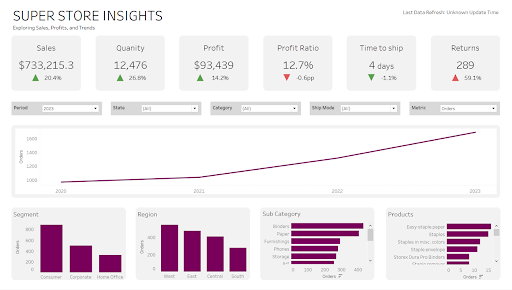 SUPER STORE INSIGHTS
Exploring Sales, Profits, and Trends
Last Data Refresh: Unknown Update Time
Sales
$733,215.3
20.4%
Quanity
12,476
26.8%
Profit
$93,439
14.2%
Profit Ratio
12.7%
-0.6pp
Time to ship
4 days
-1.1%
Returns
289
59.1%
Period 2023
State (All)
Category (All)
Ship Mode (All)
Metric Orders
Orders
1600
1400
1200
1000
2020 2021 2022 2023
Segment
Orders
800
600
400
200
0
Consumer Corporate Home Office
Region
Orders
400
200
0
West East Central South
Sub Category
Binders
Paper
Furnishings
Phones
Storage
Art
0 100 200 300 400
Orders
Products
Easy-staple paper
Staples
Staples in misc. colors
Staple envelope
Storex Dura Pro Binders
0 5 10 15
Orders